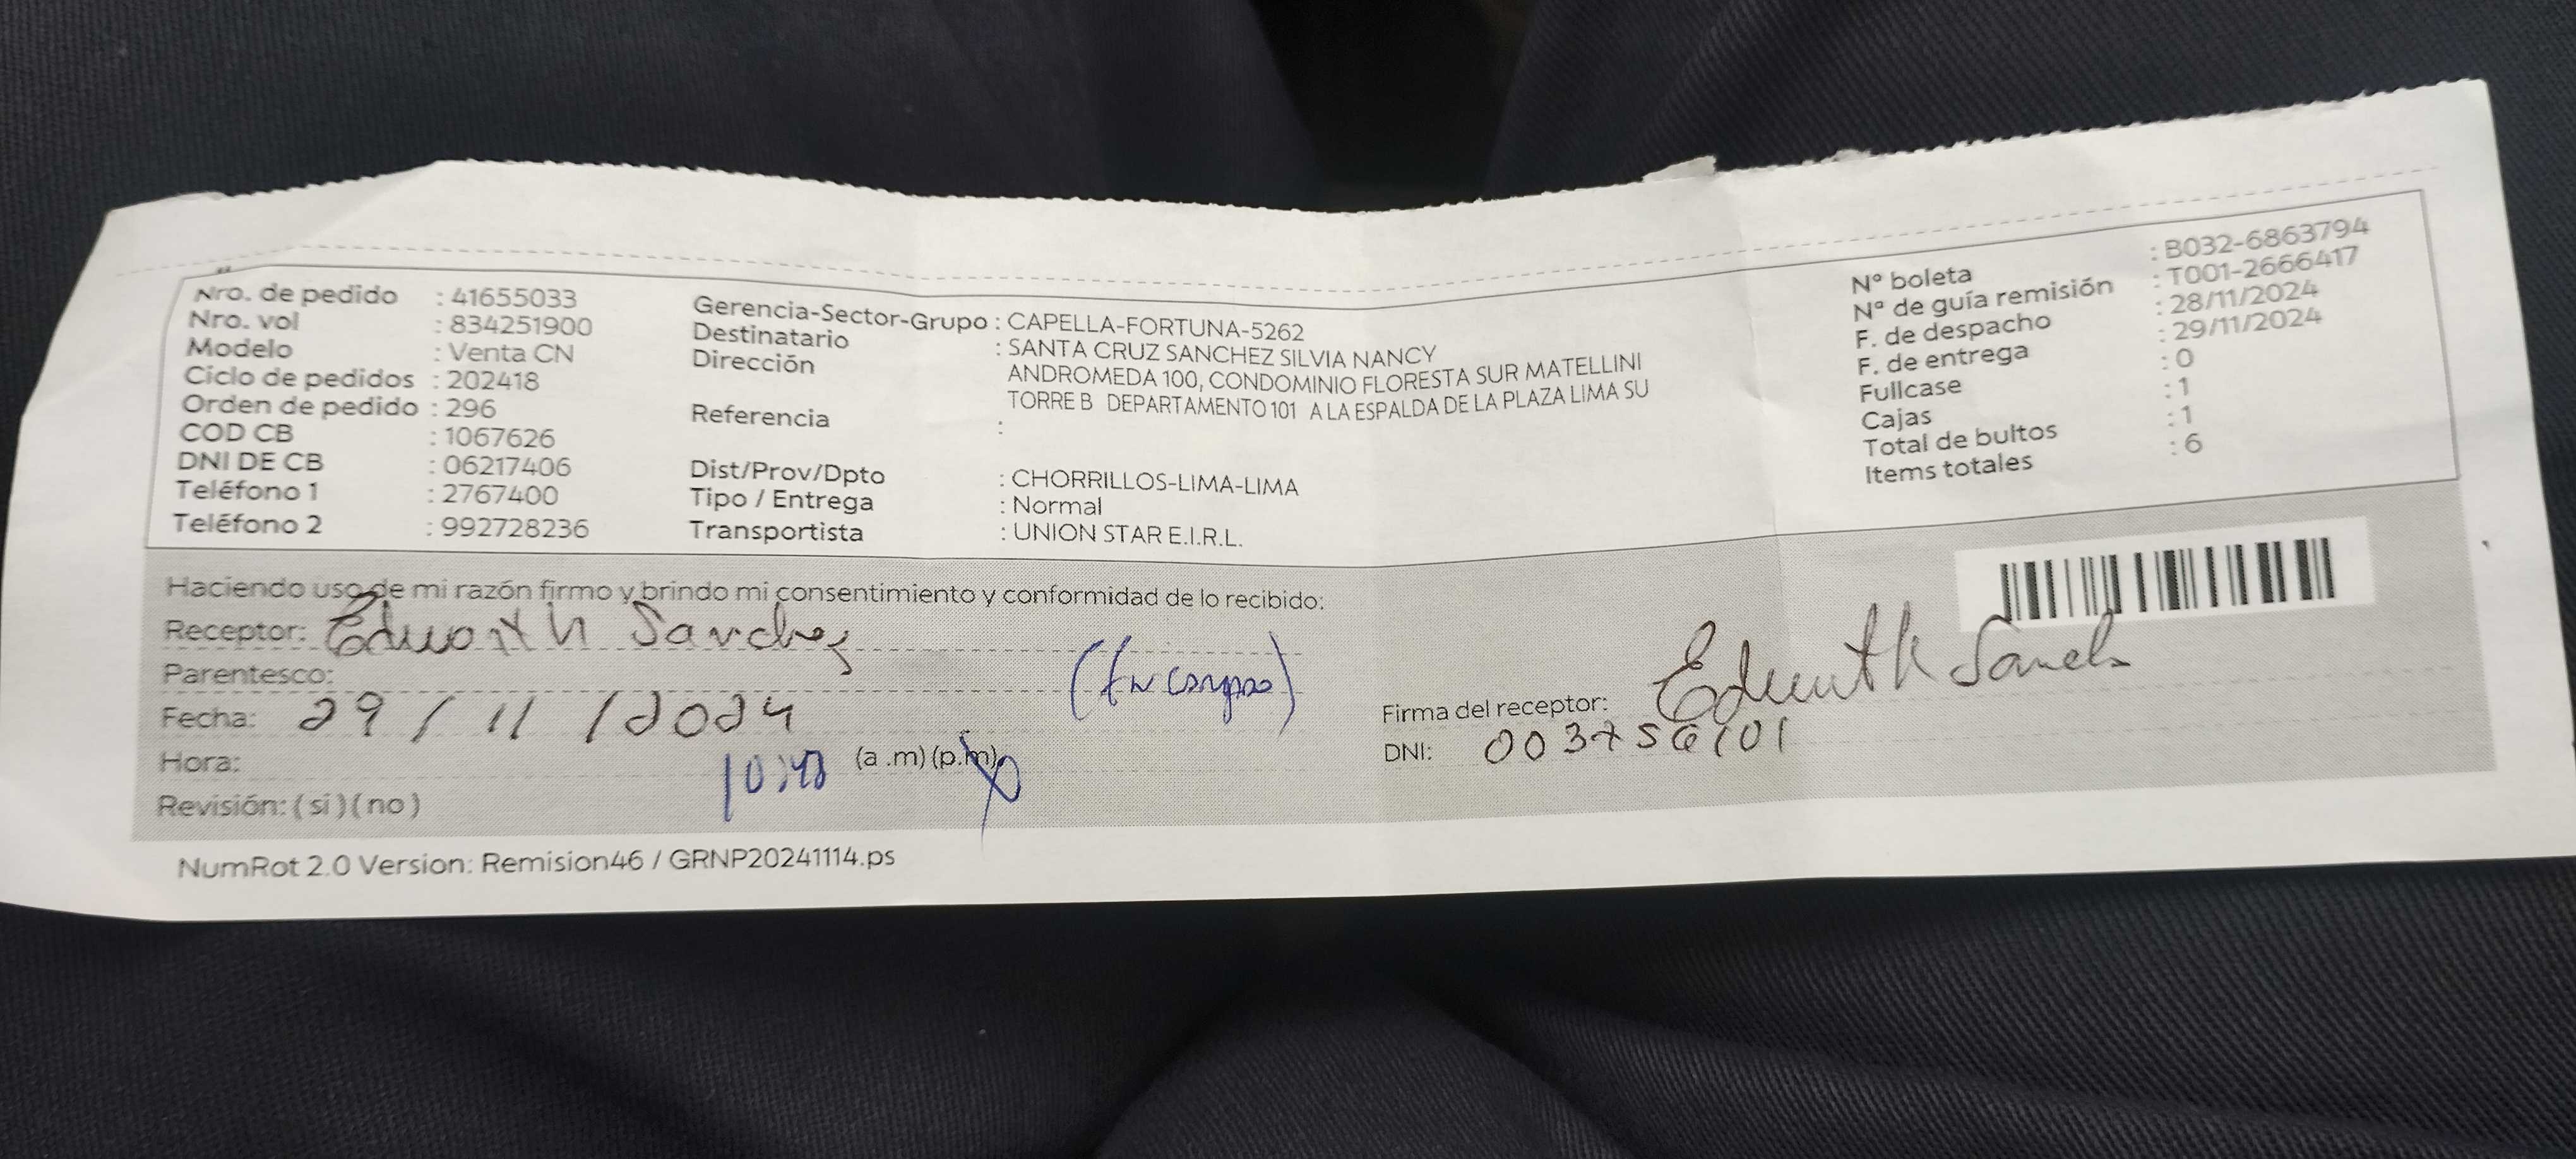 Nro. de pedido : 41655033
Nro. vol : 834251900
Modelo : Venta CN
Ciclo de pedidos : 202418
Orden de pedido : 296
COD CB : 1067626
DNI DE CB : 06217406
Teléfono 1 : 2767400
Teléfono 2 : 992728236
Gerencia-Sector-Grupo : CAPELLA-FORTUNA-5262
Destinatario : SANTA CRUZ SANCHEZ SILVIA NANCY
Dirección ANDROMEDA 100, CONDOMINIO FLORESTA SUR MATELLINI
TORRE B DEPARTAMENTO 101 A LA ESPALDA DE LA PLAZA LIMA SU
Referencia :
Dist/Prov/Dpto : CHORRILLOS-LIMA-LIMA
Tipo / Entrega : Normal
Transportista : UNION STAR E.I.R.L.
N° boleta : B032-6863794
N° de guía remisión : T001-2666417
F. de despacho : 28/11/2024
F. de entrega : 29/11/2024
Fullcase : 0
Cajas : 1
Total de bultos : 1
Items totales : 6
Haciendo uso de mi razón firmo y brindo mi consentimiento y conformidad de lo recibido:
Receptor: Sanchez
Parentesco:
Fecha: 29 / 11 / 2024
Hora: (a .m) (p.m)
Revisión: ( si ) ( no )
Firma del receptor:
DNI: 003756101
NumRot 2.0 Version: Remision46 / GRNP20241114.ps